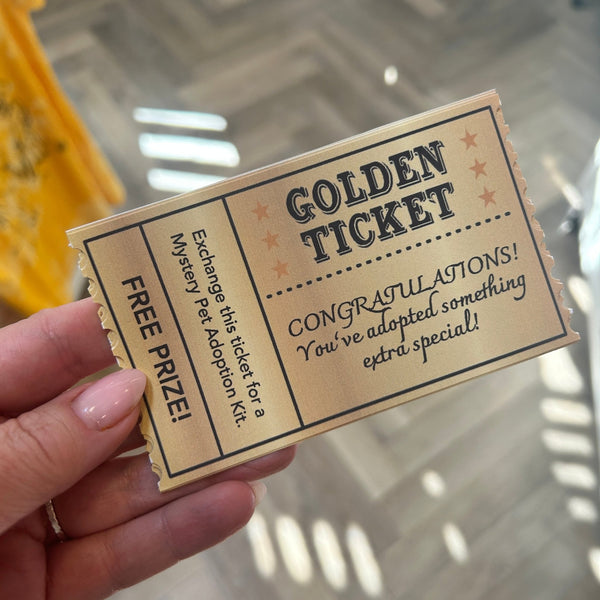 GOLDEN
TICKET
CONGRATULATIONS!
You've adopted something
extra special!
Exchange this ticket for a
Mystery Pet Adoption Kit.
FREE PRIZE!